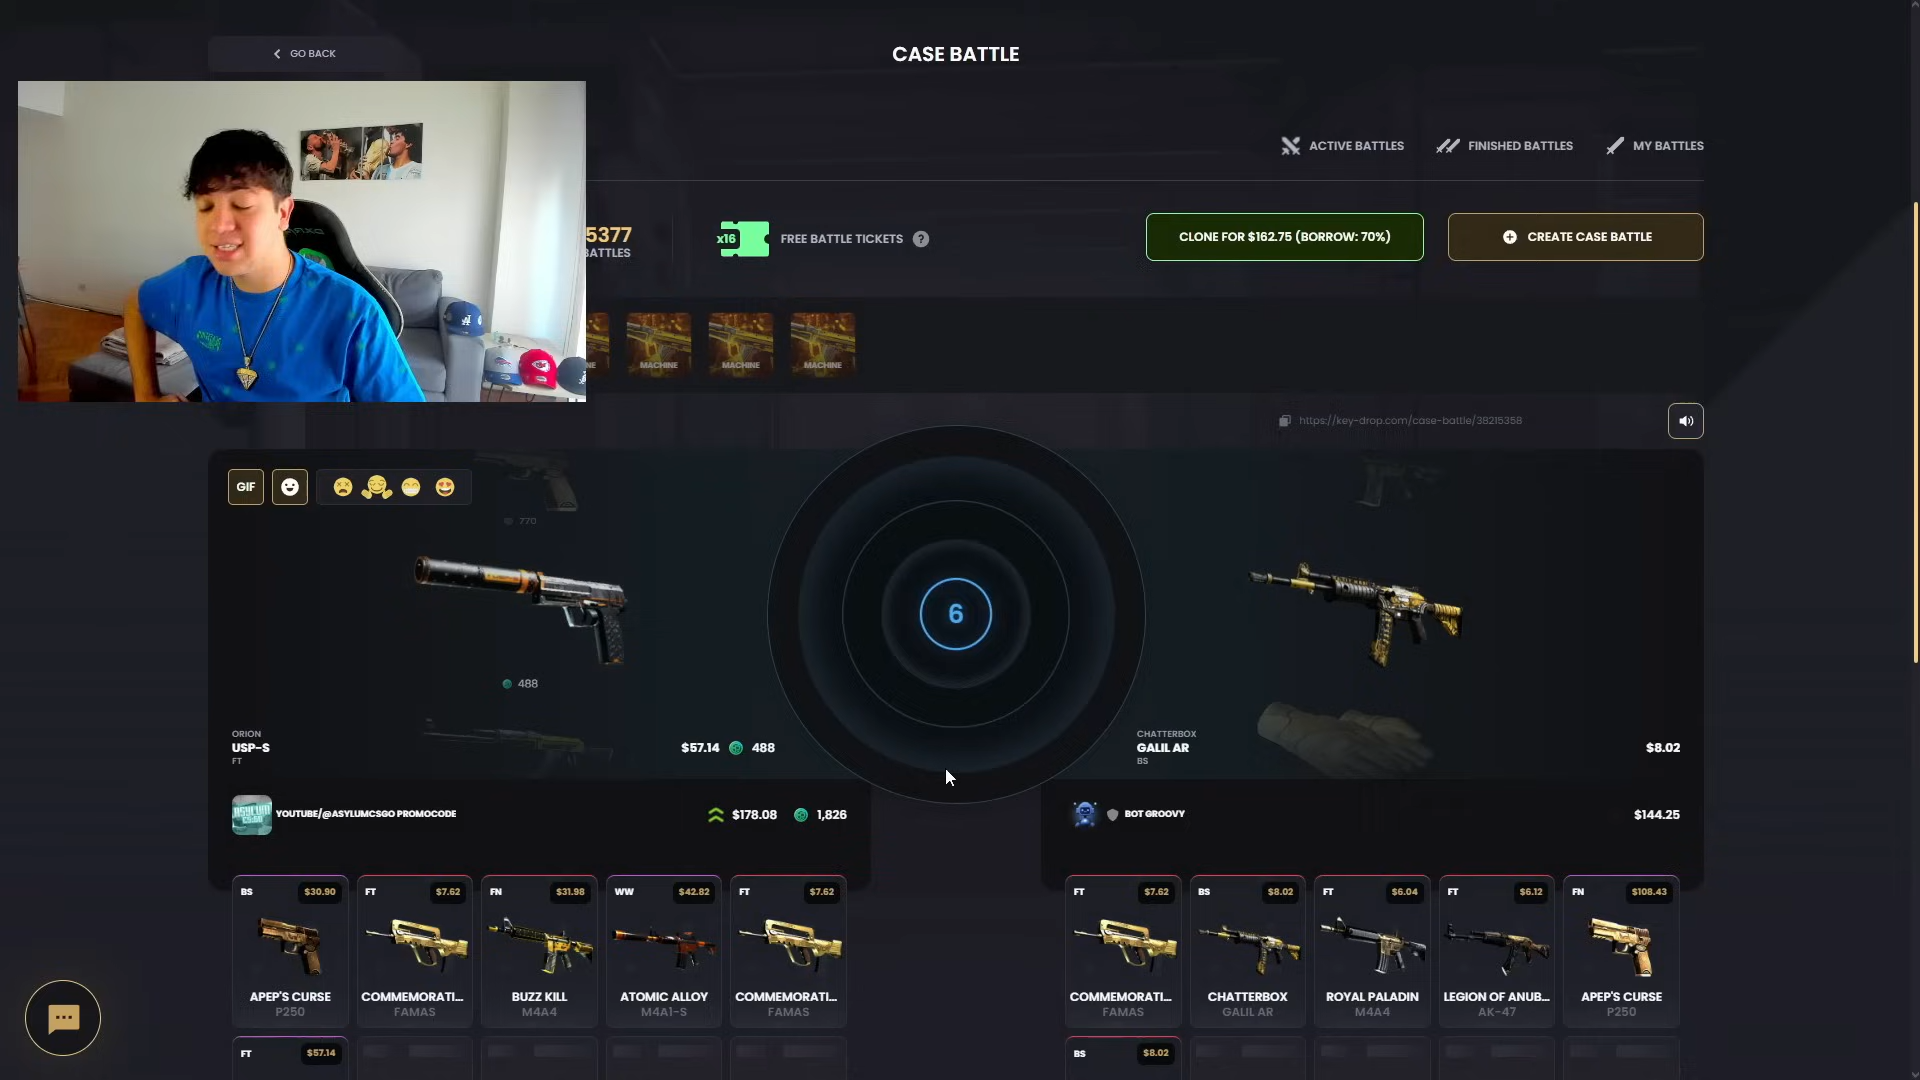 GO BACK
CASE BATTLE
ACTIVE BATTLES
FINISHED BATTLES
MY BATTLES
5377
BATTLES
x16
FREE BATTLE TICKETS ?
CLONE FOR $162.75 (BORROW: 70%)
CREATE CASE BATTLE
NE
MACHINE
MACHINE
MACHINE
https://key-drop.com/case-battle/38215358
GIF
770
6
488
ORION
USP-S
FT
$57.14
488
CHATTERBOX
GALIL AR
BS
$8.02
YOUTUBE/@ASYLUMCSGO PROMOCODE
$178.08
1,826
BOT GROOVY
$144.25
BS $30.90
FT $7.62
FN $31.98
WW $42.82
FT $7.62
FT $7.62
BS $8.02
FT $6.04
FT $6.12
FN $108.43
APEP'S CURSE
P250
COMMEMORATI...
FAMAS
BUZZ KILL
M4A4
ATOMIC ALLOY
M4A1-S
COMMEMORATI...
FAMAS
COMMEMORATI...
FAMAS
CHATTERBOX
GALIL AR
ROYAL PALADIN
M4A4
LEGION OF ANUB...
AK-47
APEP'S CURSE
P250
FT $57.14
BS $8.02